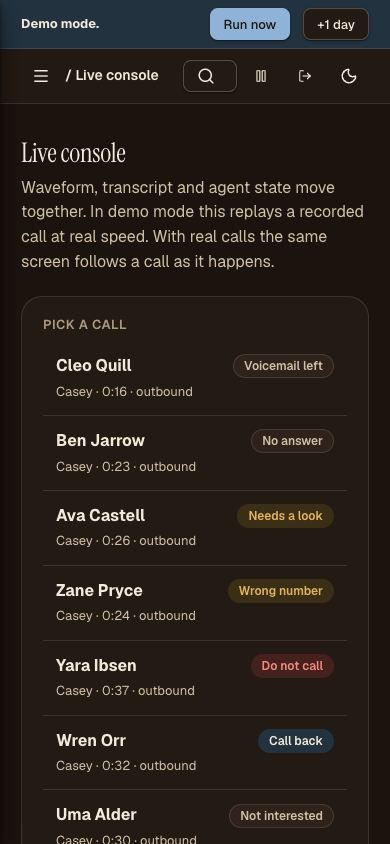 Demo mode.
Run now
+1 day
/ Live console
Live console
Waveform, transcript and agent state move
together. In demo mode this replays a recorded
call at real speed. With real calls the same
screen follows a call as it happens.
PICK A CALL
Cleo Quill
Voicemail left
Casey · 0:16 · outbound
Ben Jarrow
No answer
Casey · 0:23 · outbound
Ava Castell
Needs a look
Casey · 0:26 · outbound
Zane Pryce
Wrong number
Casey · 0:24 · outbound
Yara Ibsen
Do not call
Casey · 0:37 · outbound
Wren Orr
Call back
Casey · 0:32 · outbound
Uma Alder
Not interested
Casey · 0:30 · outbound